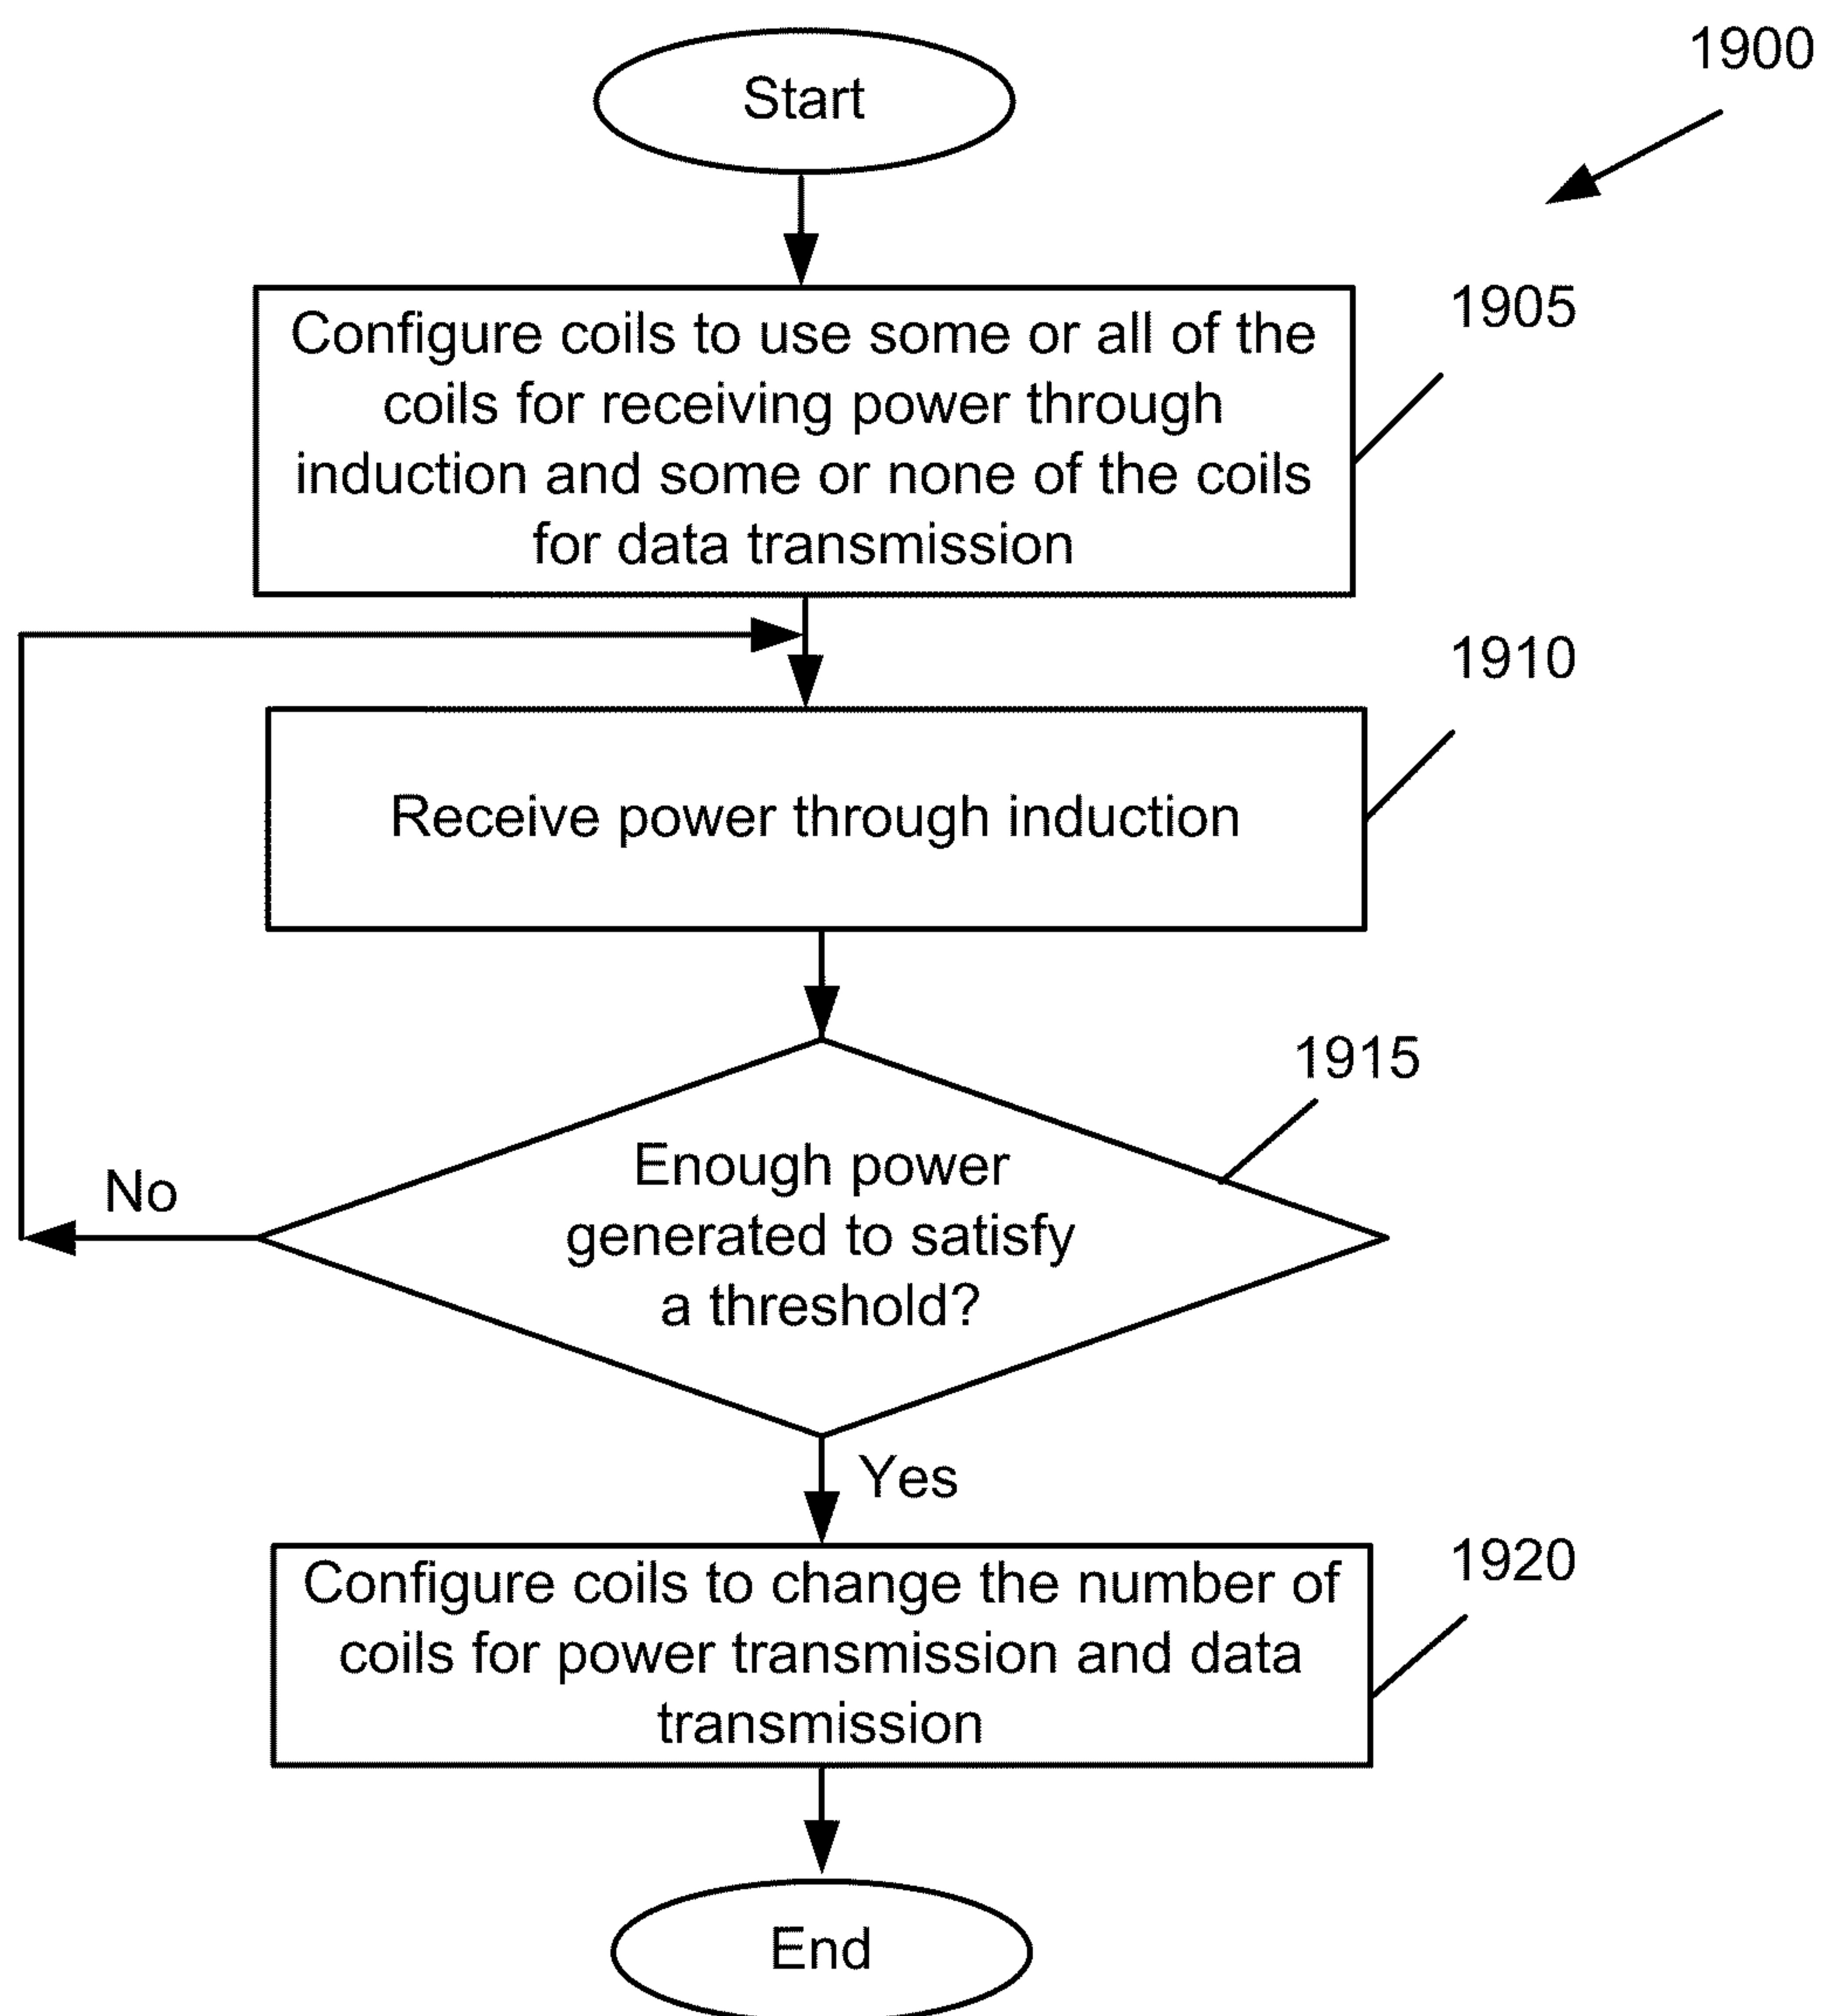 Start
1900
Configure coils to use some or all of the
coils for receiving power through
induction and some or none of the coils
for data transmission
1905
Receive power through induction
1910
Enough power
generated to satisfy
a threshold?
1915
No
Yes
Configure coils to change the number of
coils for power transmission and data
transmission
1920
End